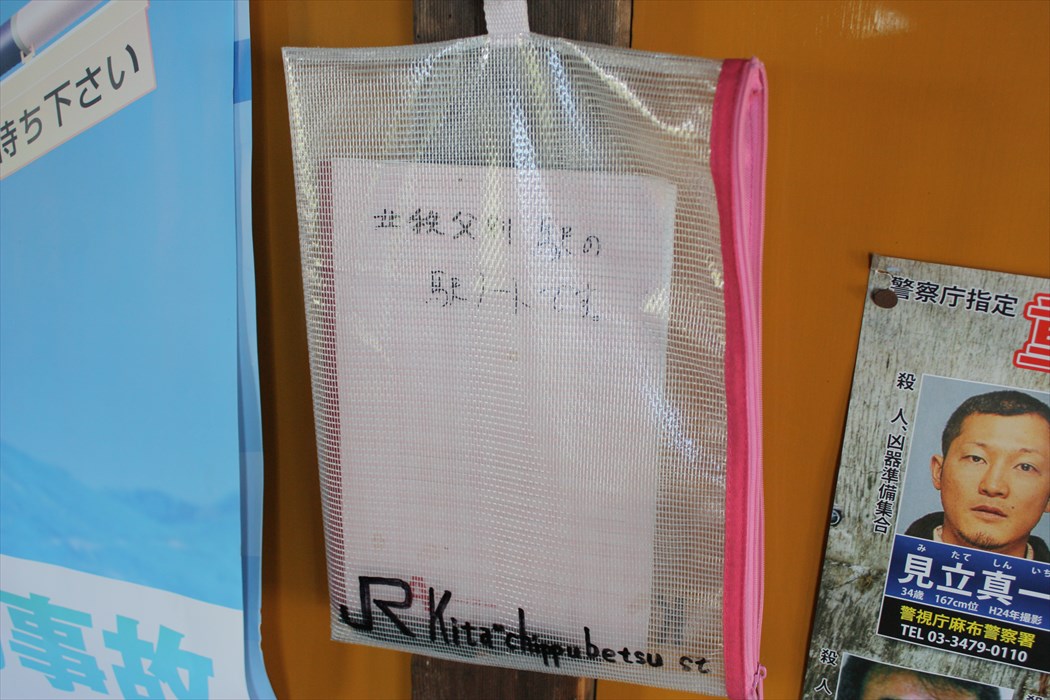 待ち下さい
事故
北秩父別駅の
駅ノートです。
JR Kita-chippubetsu st
警察庁指定
殺人、凶器準備集合
み たて しん いち
見立真一
34歳 167cm位 H24年撮影
警視庁麻布警察署
TEL 03-3479-0110
殺